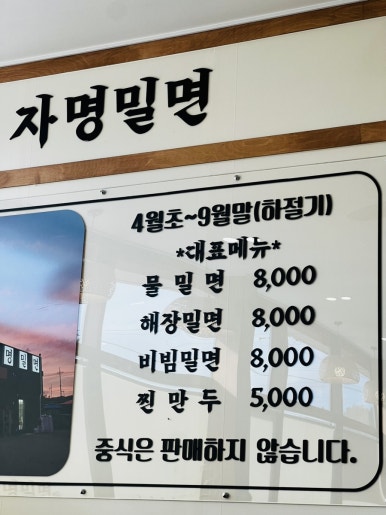 자명밀면
4월초~9월말(하절기)
*대표메뉴*
물밀면 8,000
해장밀면 8,000
비빔밀면 8,000
찐만두 5,000
중식은 판매하지 않습니다.